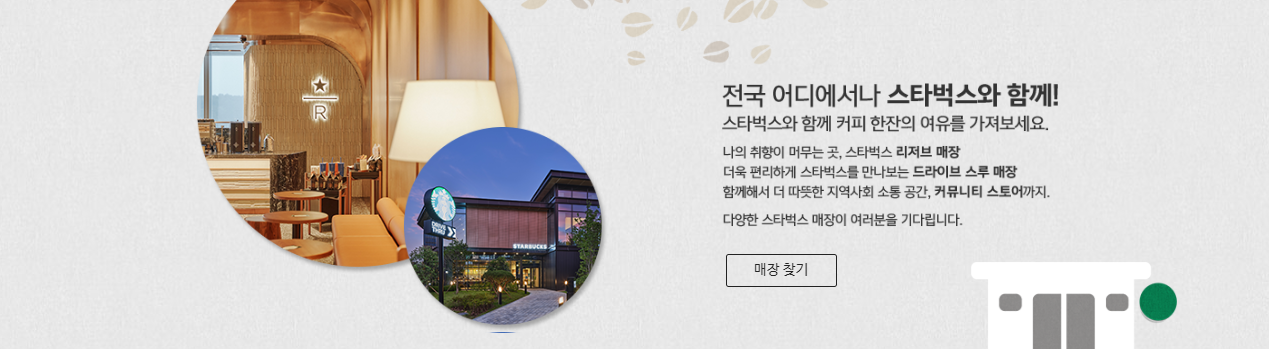 R
DRIVE
THRU
STARBUCKS
전국 어디에서나 스타벅스와 함께!
스타벅스와 함께 커피 한잔의 여유를 가져보세요.
나의 취향이 머무는 곳, 스타벅스 리저브 매장
더욱 편리하게 스타벅스를 만나보는 드라이브 스루 매장
함께해서 더 따뜻한 지역사회 소통 공간, 커뮤니티 스토어까지.
다양한 스타벅스 매장이 여러분을 기다립니다.
매장 찾기